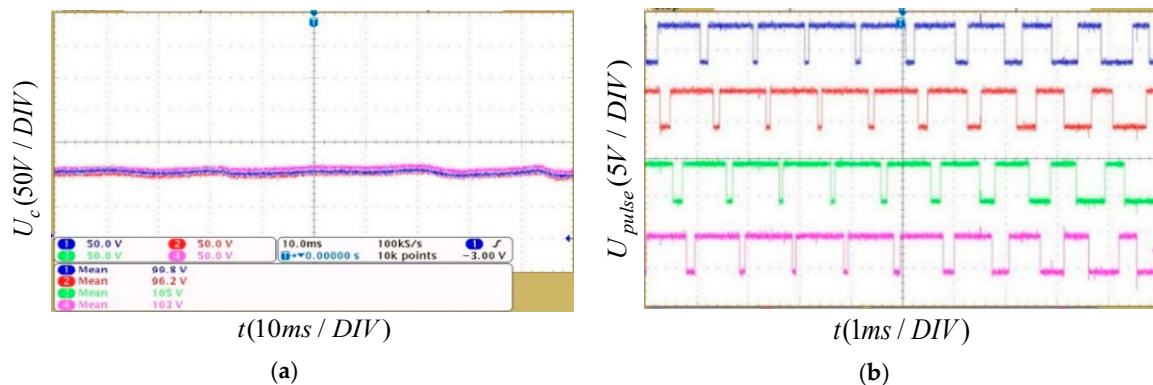 U_c(50V / DIV)
1 50.0 V 2 50.0 V
3 50.0 V 4 50.0 V
10.0ms 100kS/s 1
0.00000 s 10k points -3.00 V
1 Mean 99.8 V
2 Mean 96.2 V
3 Mean 105 V
4 Mean 103 V
t(10ms / DIV)
(a)
U_pulse(5V / DIV)
t(1ms / DIV)
(b)